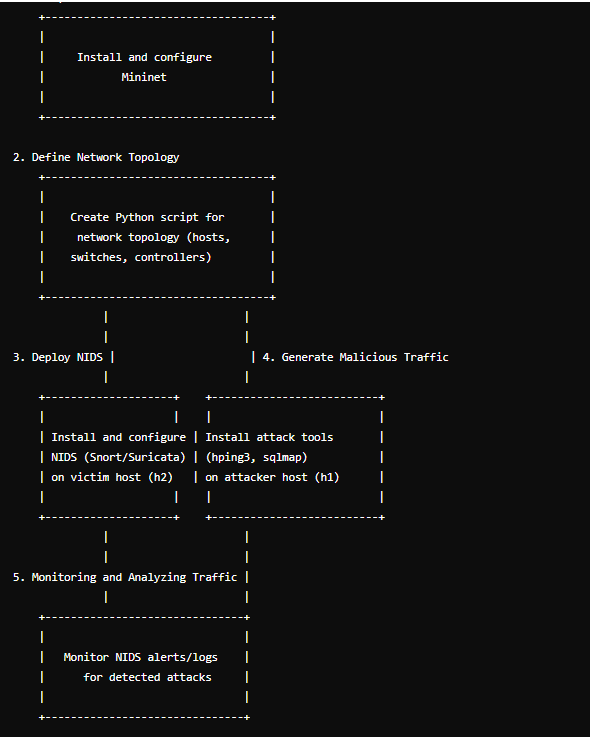 Install and configure
Mininet
2. Define Network Topology
Create Python script for
network topology (hosts,
switches, controllers)
3. Deploy NIDS
4. Generate Malicious Traffic
Install and configure
NIDS (Snort/Suricata)
on victim host (h2)
Install attack tools
(hping3, sqlmap)
on attacker host (h1)
5. Monitoring and Analyzing Traffic
Monitor NIDS alerts/logs
for detected attacks